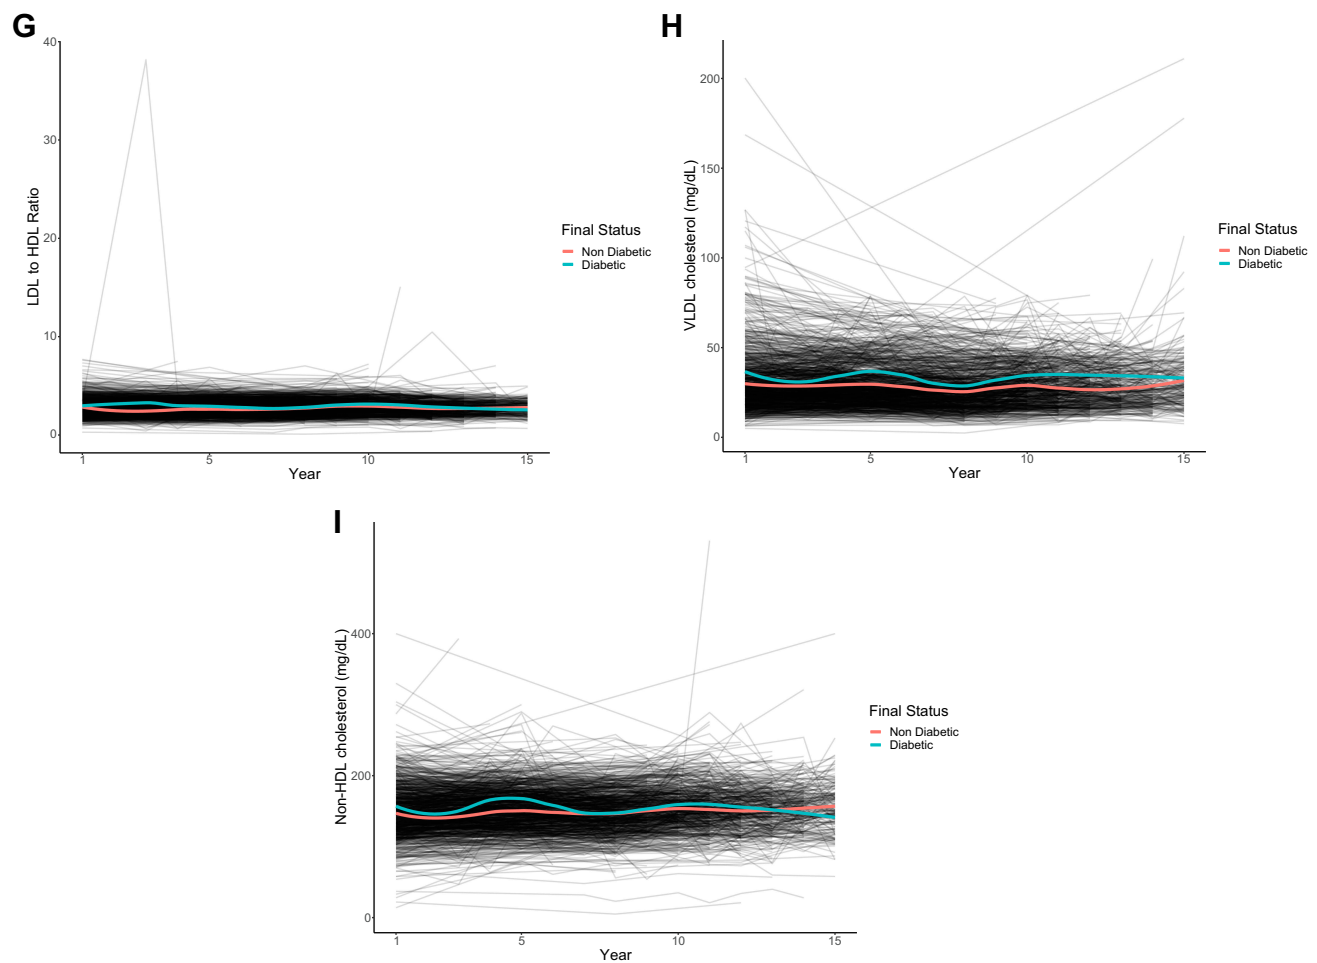 G
40
30
20
10
0
LDL to HDL Ratio
1
5
10
15
Year
Final Status
Non Diabetic
Diabetic
H
200
150
100
50
0
VLDL cholesterol (mg/dL)
1
5
10
15
Year
Final Status
Non Diabetic
Diabetic
I
400
200
0
Non-HDL cholesterol (mg/dL)
1
5
10
15
Year
Final Status
Non Diabetic
Diabetic